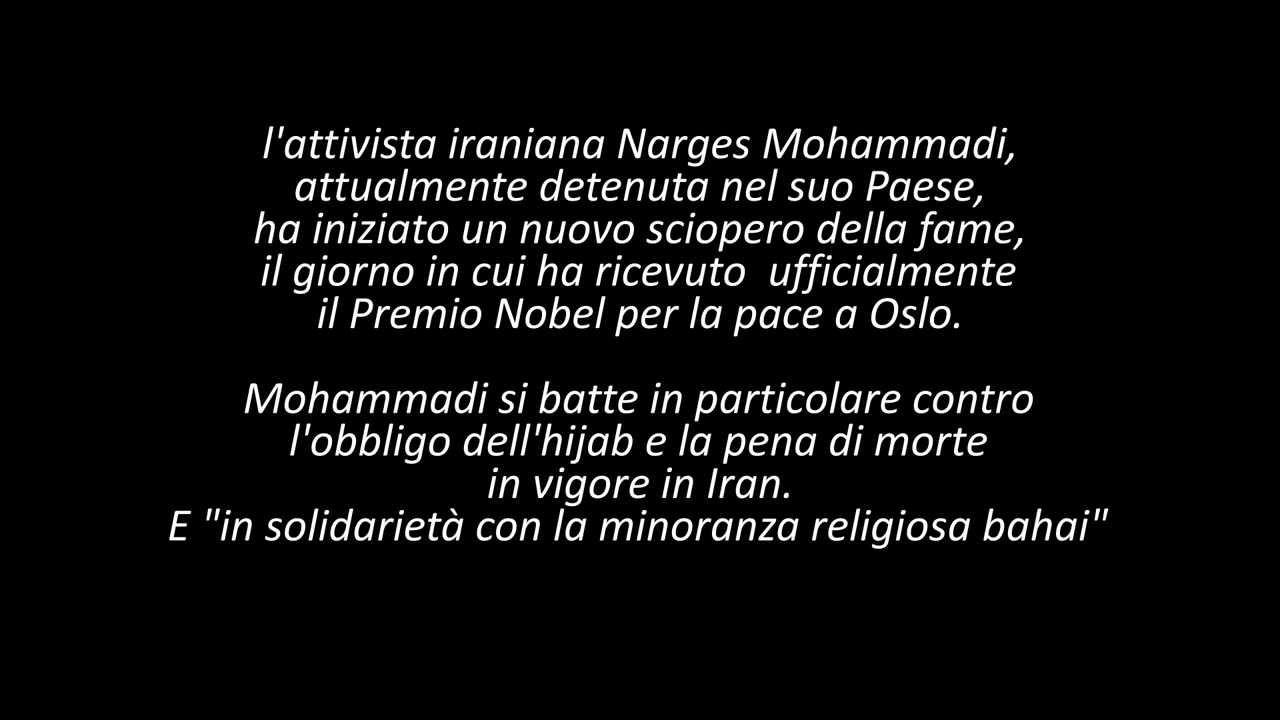 l'attivista iraniana Narges Mohammadi,
attualmente detenuta nel suo Paese,
ha iniziato un nuovo sciopero della fame,
il giorno in cui ha ricevuto  ufficialmente
il Premio Nobel per la pace a Oslo.
Mohammadi si batte in particolare contro
l'obbligo dell'hijab e la pena di morte
in vigore in Iran.
E "in solidarietà con la minoranza religiosa bahai"